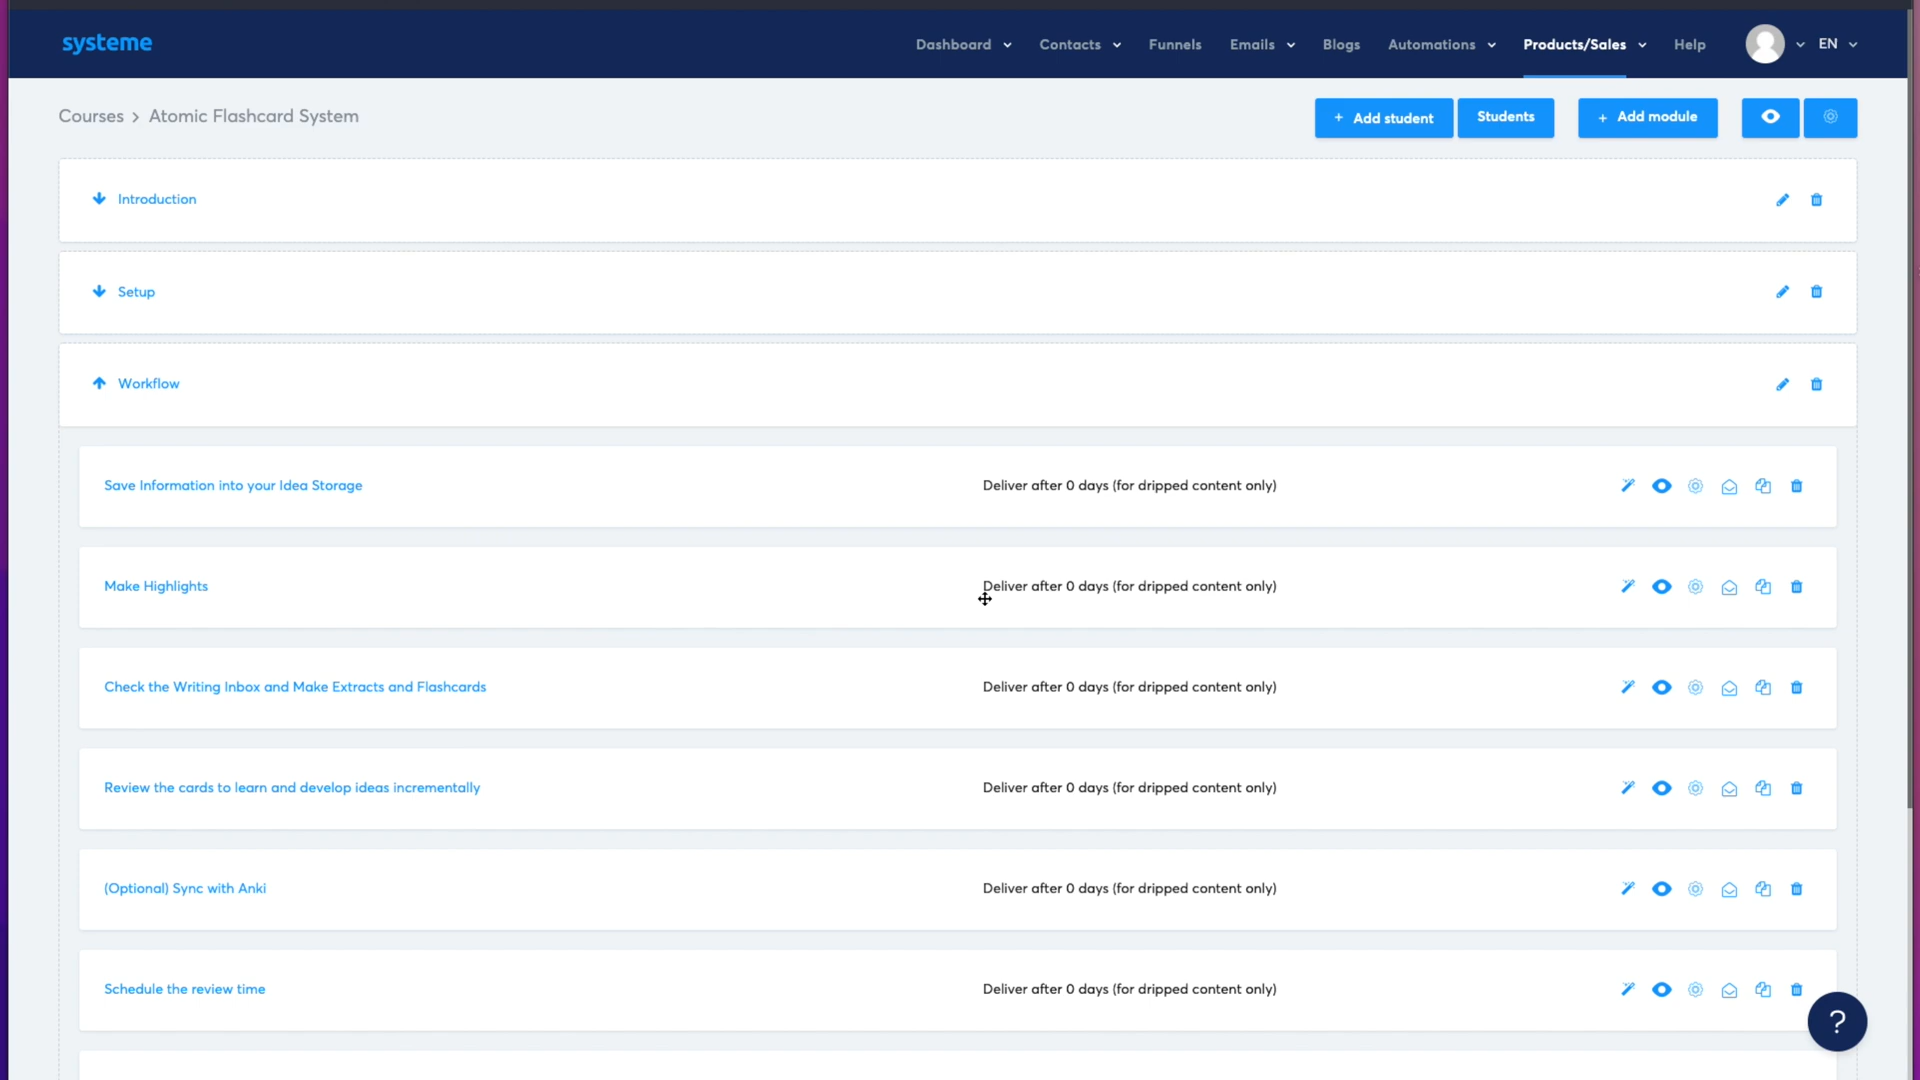 systeme
Dashboard Contacts Funnels Emails Blogs Automations Products/Sales Help EN
Courses > Atomic Flashcard System
+ Add student Students + Add module
Introduction
Setup
Workflow
Save Information into your Idea Storage Deliver after 0 days (for dripped content only)
Make Highlights Deliver after 0 days (for dripped content only)
Check the Writing Inbox and Make Extracts and Flashcards Deliver after 0 days (for dripped content only)
Review the cards to learn and develop ideas incrementally Deliver after 0 days (for dripped content only)
(Optional) Sync with Anki Deliver after 0 days (for dripped content only)
Schedule the review time Deliver after 0 days (for dripped content only)
?